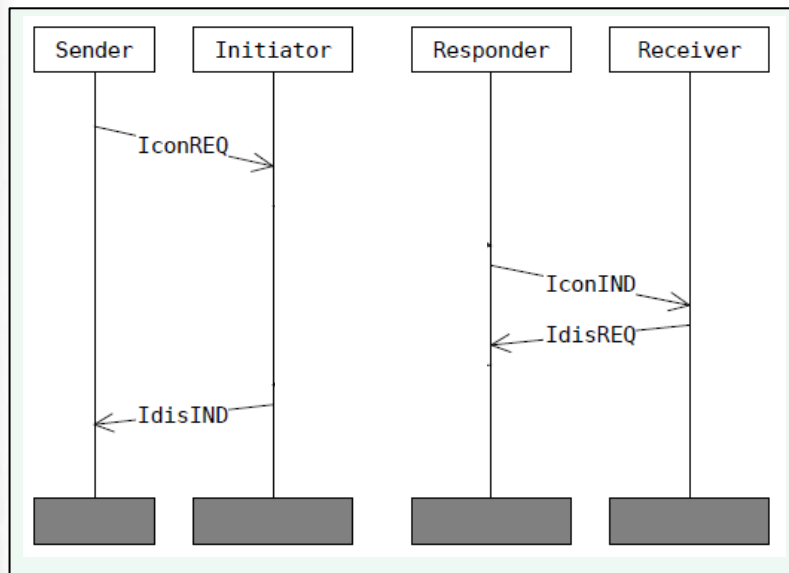 Sender Initiator Responder Receiver
IconREQ
IconIND
IdisREQ
IdisIND